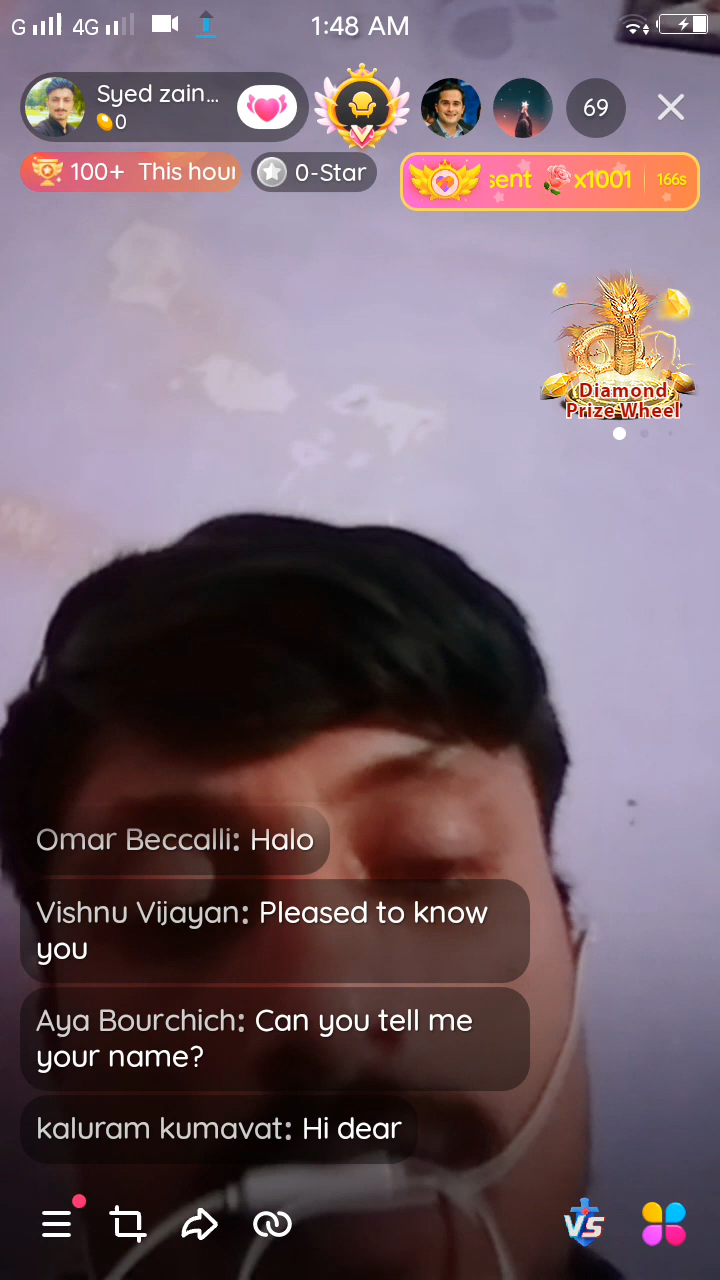 G 4G 1:48 AM
Syed zain...
0
69
100+ This hour
0-Star
sent x1001 166s
Diamond
Prize Wheel
Omar Beccalli: Halo
Vishnu Vijayan: Pleased to know
you
Aya Bourchich: Can you tell me
your name?
kaluram kumavat: Hi dear
VS